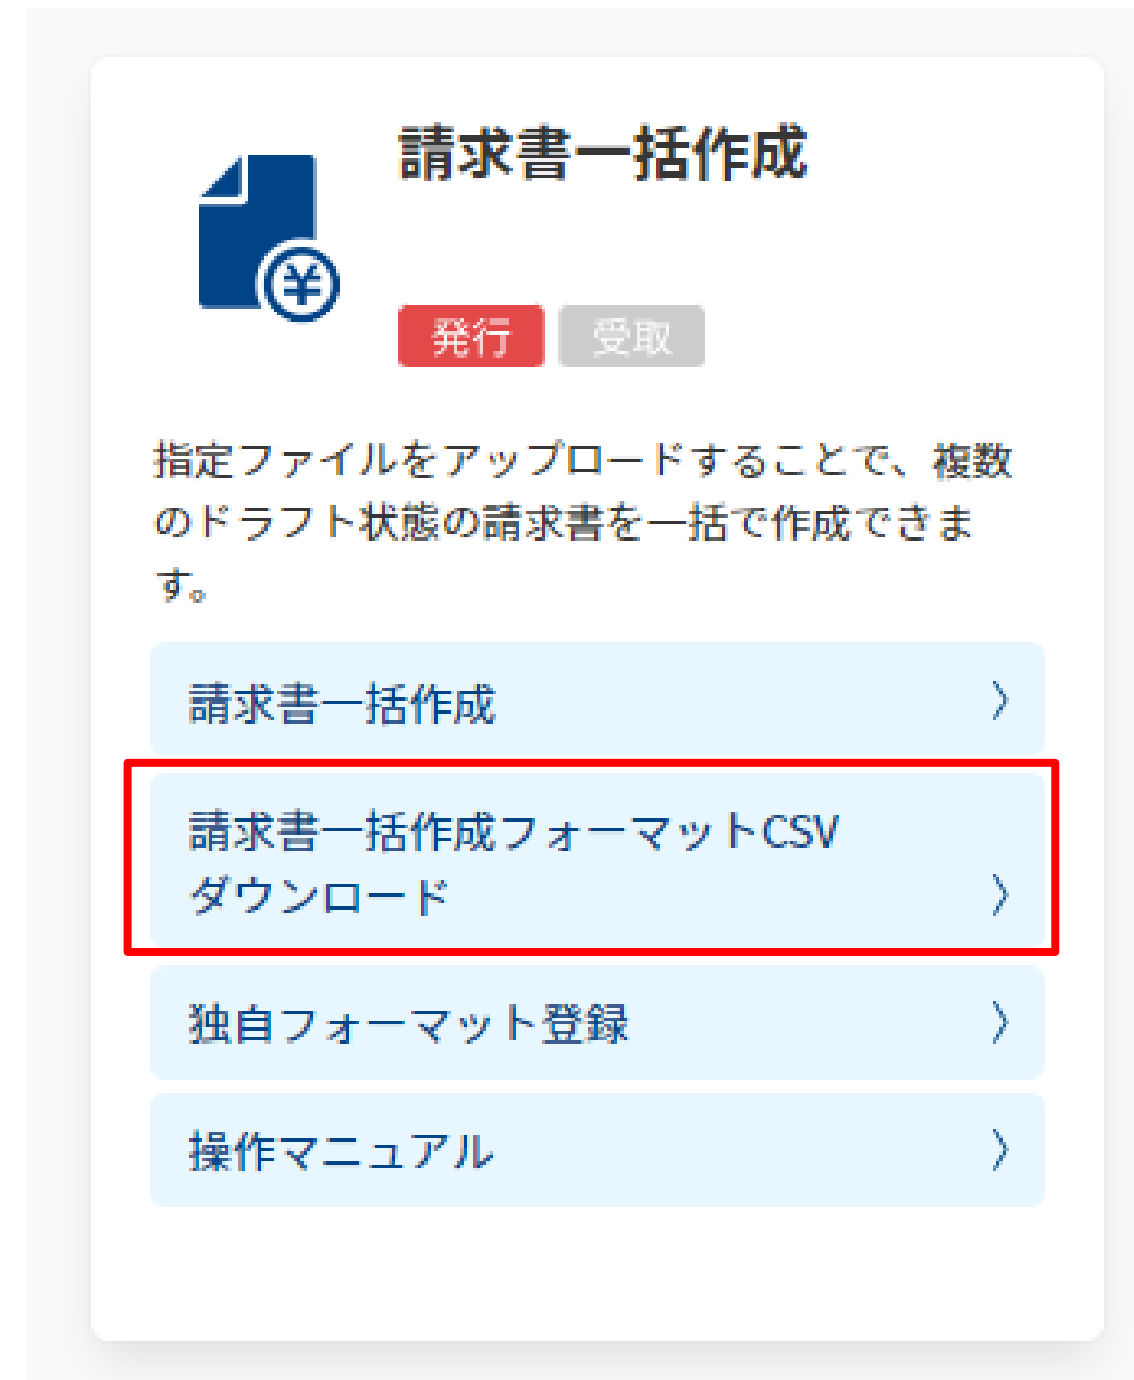 請求書一括作成
発行 受取
指定ファイルをアップロードすることで、複数
のドラフト状態の請求書を一括で作成できま
す。
請求書一括作成
請求書一括作成フォーマットCSV
ダウンロード
独自フォーマット登録
操作マニュアル